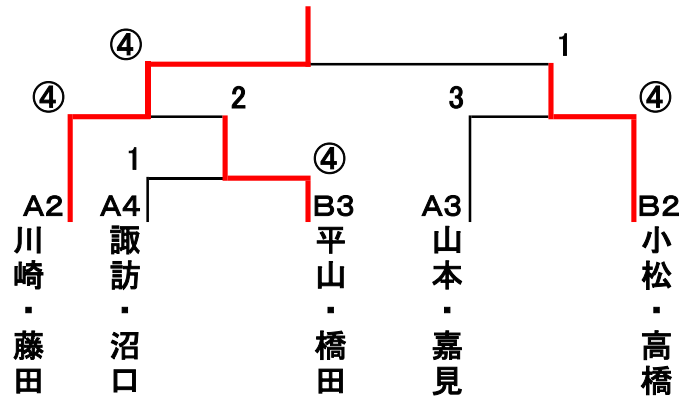 ④ 1
④ 2 3 ④
1 ④
A2 A4 B3 A3 B2
川崎・藤田
諏訪・沼口
平山・橋田
山本・嘉見
小松・高橋